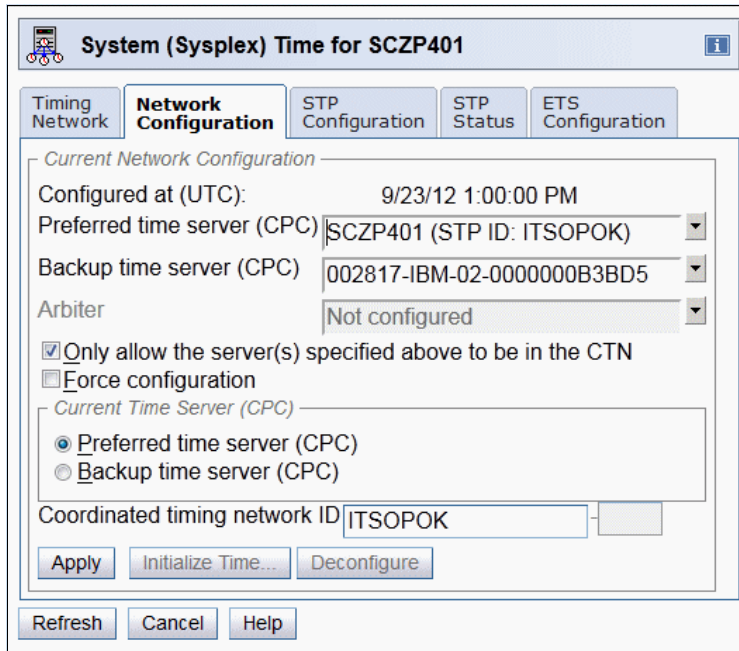 System (Sysplex) Time for SCZP401
i
Timing Network
Network Configuration
STP Configuration
STP Status
ETS Configuration
Current Network Configuration
Configured at (UTC): 9/23/12 1:00:00 PM
Preferred time server (CPC) SCZP401 (STP ID: ITSOPOK)
Backup time server (CPC) 002817-IBM-02-0000000B3BD5
Arbiter Not configured
Only allow the server(s) specified above to be in the CTN
Force configuration
Current Time Server (CPC)
Preferred time server (CPC)
Backup time server (CPC)
Coordinated timing network ID ITSOPOK -
Apply Initialize Time... Deconfigure
Refresh Cancel Help